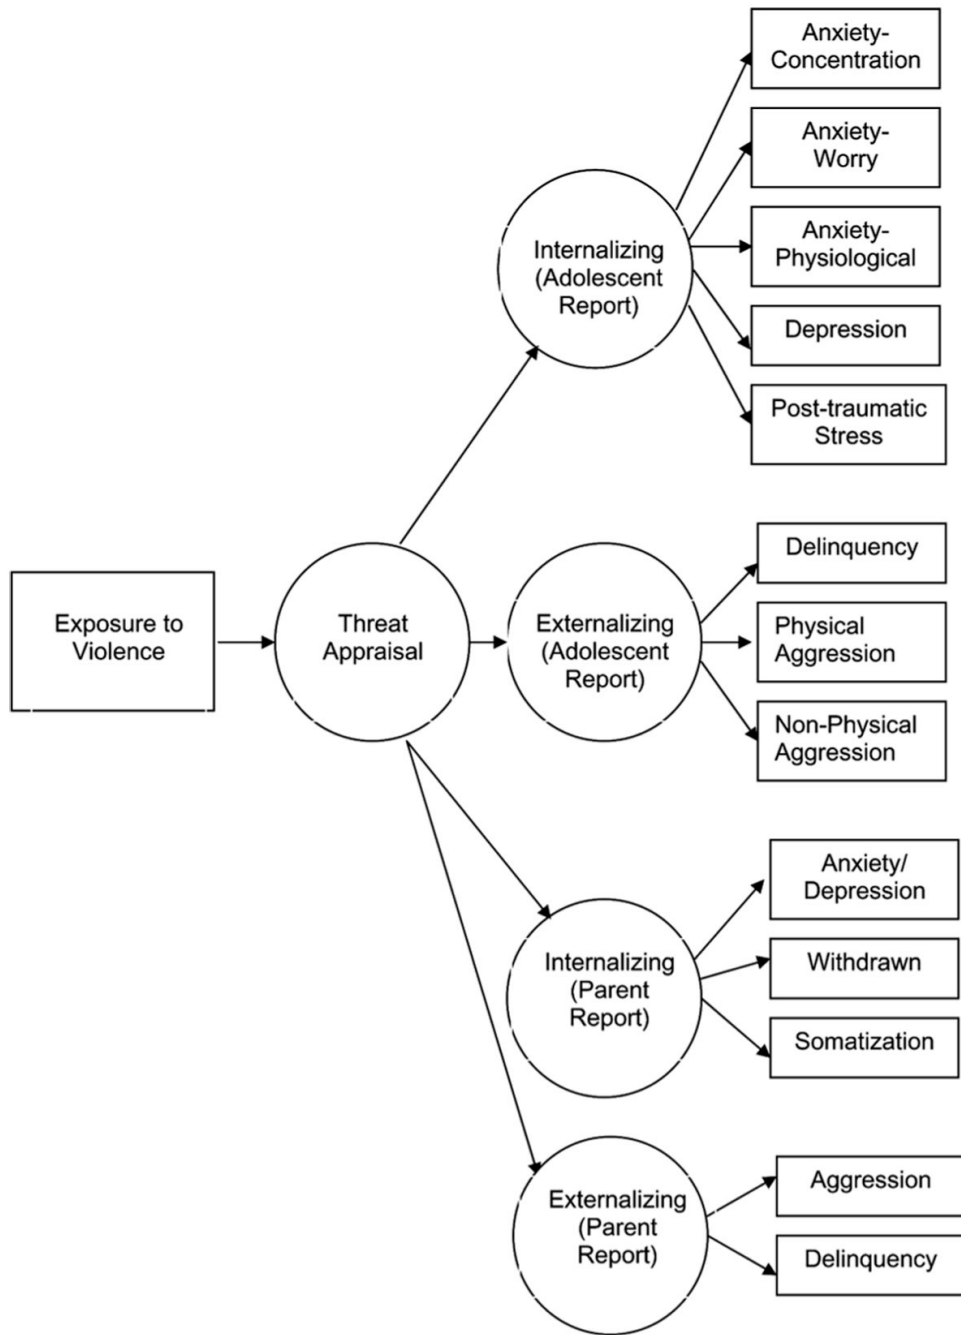 Exposure to
Violence
Threat
Appraisal
Internalizing
(Adolescent
Report)
Anxiety-
Concentration
Anxiety-
Worry
Anxiety-
Physiological
Depression
Post-traumatic
Stress
Externalizing
(Adolescent
Report)
Delinquency
Physical
Aggression
Non-Physical
Aggression
Internalizing
(Parent
Report)
Anxiety/
Depression
Withdrawn
Somatization
Externalizing
(Parent
Report)
Aggression
Delinquency